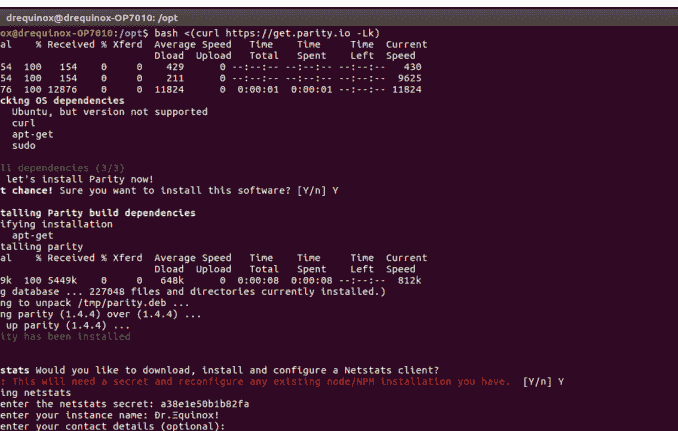 drequinox@drequinox-OP7010: /opt
ox@drequinox-OP7010:/opt$ bash <(curl https://get.parity.io -Lk)
al % Received % Xferd Average Speed Time Time Time Current
Dload Upload Total Spent Left Speed
54 100 154 0 0 429 0 --:--:-- --:--:-- --:--:-- 430
54 100 154 0 0 211 0 --:--:-- --:--:-- --:--:-- 9625
76 100 12876 0 0 11824 0 0:00:01 0:00:01 --:--:-- 11824
cking OS dependencies
Ubuntu, but version not supported
curl
apt-get
sudo
ll dependencies (3/3)
let's install Parity now!
t chance! Sure you want to install this software? [Y/n] Y
talling Parity build dependencies
ifying installation
apt-get
talling parity
al % Received % Xferd Average Speed Time Time Time Current
Dload Upload Total Spent Left Speed
9k 100 5449k 0 0 648k 0 0:00:08 0:00:08 --:--:-- 812k
g database ... 227048 files and directories currently installed.)
ng to unpack /tmp/parity.deb ...
ng parity (1.4.4) over (1.4.4) ...
up parity (1.4.4) ...
ity has been installed
stats Would you like to download, install and configure a Netstats client?
: This will need a secret and reconfigure any existing node/NPM installation you have. [Y/n] Y
ing netstats
enter the netstats secret: a38e1e50b1b82fa
enter your instance name: Ðr.Ξquinox!
enter your contact details (optional):